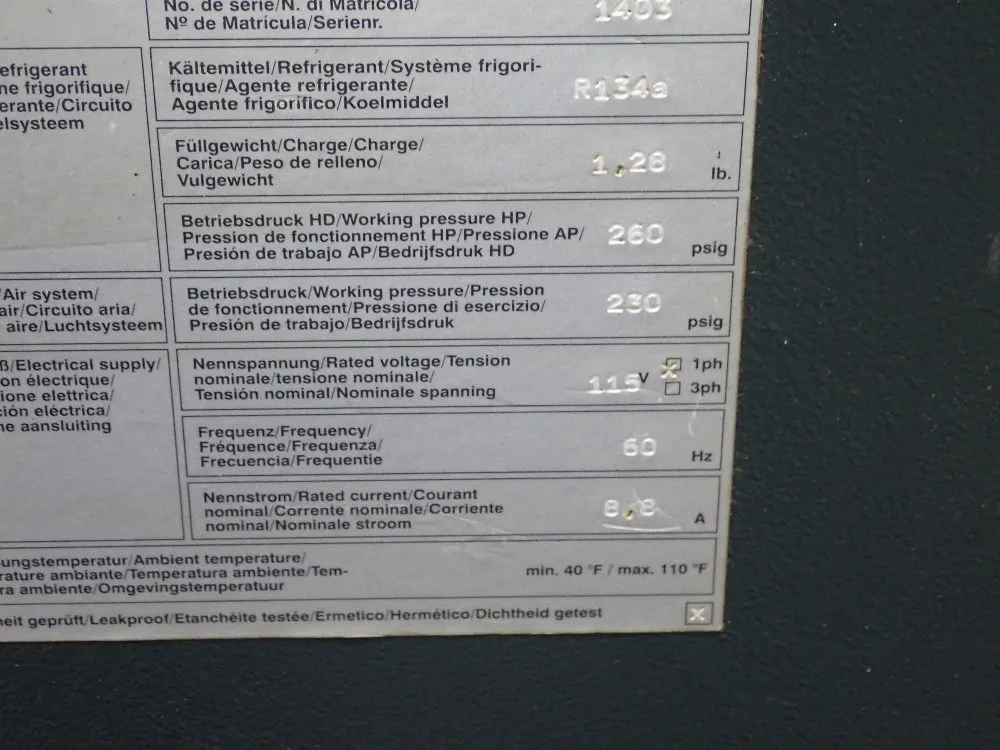 No. de série/N. di Matricola/
Nº de Matrícula/Serienr.
1403
efrigerant
ne frigorifique/
erante/Circuito
elsysteem
Kältemittel/Refrigerant/Système frigori-
fique/Agente refrigerante/
Agente frigorífico/Koelmiddel
R134a
Füllgewicht/Charge/Charge/
Carica/Peso de relleno/
Vulgewicht
1,28
lb.
Betriebsdruck HD/Working pressure HP/
Pression de fonctionnement HP/Pressione AP/
Presión de trabajo AP/Bedrijfsdruk HD
260
psig
/Air system/
air/Circuito aria/
aire/Luchtsysteem
Betriebsdruck/Working pressure/Pression
de fonctionnement/Pressione di esercizio/
Presión de trabajo/Bedrijfsdruk
230
psig
ß/Electrical supply/
on électrique/
ione elettrica/
ción eléctrica/
he aansluiting
Nennspannung/Rated voltage/Tension
nominale/tensione nominale/
Tensión nominal/Nominale spanning
115 V
1ph
3ph
Frequenz/Frequency/
Fréquence/Frequenza/
Frecuencia/Frequentie
60
Hz
Nennstrom/Rated current/Courant
nominal/Corrente nominale/Corriente
nominal/Nominale stroom
8,8
A
ungstemperatur/Ambient temperature/
rature ambiante/Temperatura ambiente/Tem-
ra ambiente/Omgevingstemperatuur
min. 40 °F / max. 110 °F
heit geprüft/Leakproof/Etanchéite testée/Ermetico/Hermético/Dichtheid getest
x